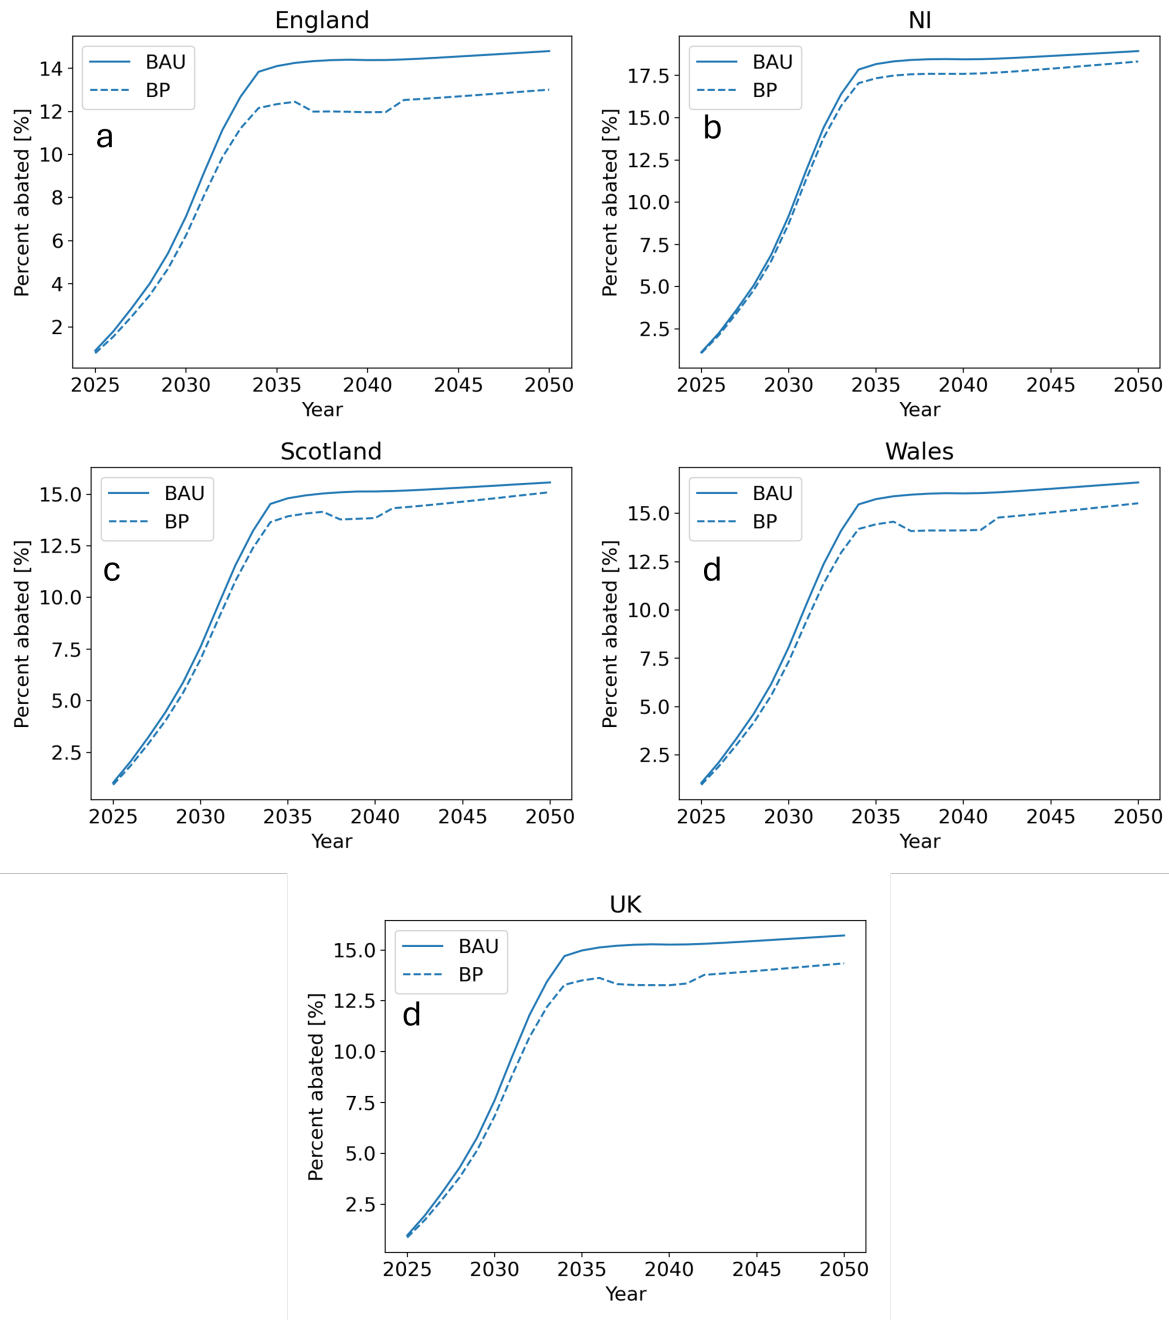 England
BAU
BP
a
Percent abated [%]
14
12
10
8
6
4
2
2025 2030 2035 2040 2045 2050
Year
NI
BAU
BP
b
Percent abated [%]
17.5
15.0
12.5
10.0
7.5
5.0
2.5
2025 2030 2035 2040 2045 2050
Year
Scotland
BAU
BP
c
Percent abated [%]
15.0
12.5
10.0
7.5
5.0
2.5
2025 2030 2035 2040 2045 2050
Year
Wales
BAU
BP
d
Percent abated [%]
15.0
12.5
10.0
7.5
5.0
2.5
2025 2030 2035 2040 2045 2050
Year
UK
BAU
BP
d
Percent abated [%]
15.0
12.5
10.0
7.5
5.0
2.5
2025 2030 2035 2040 2045 2050
Year